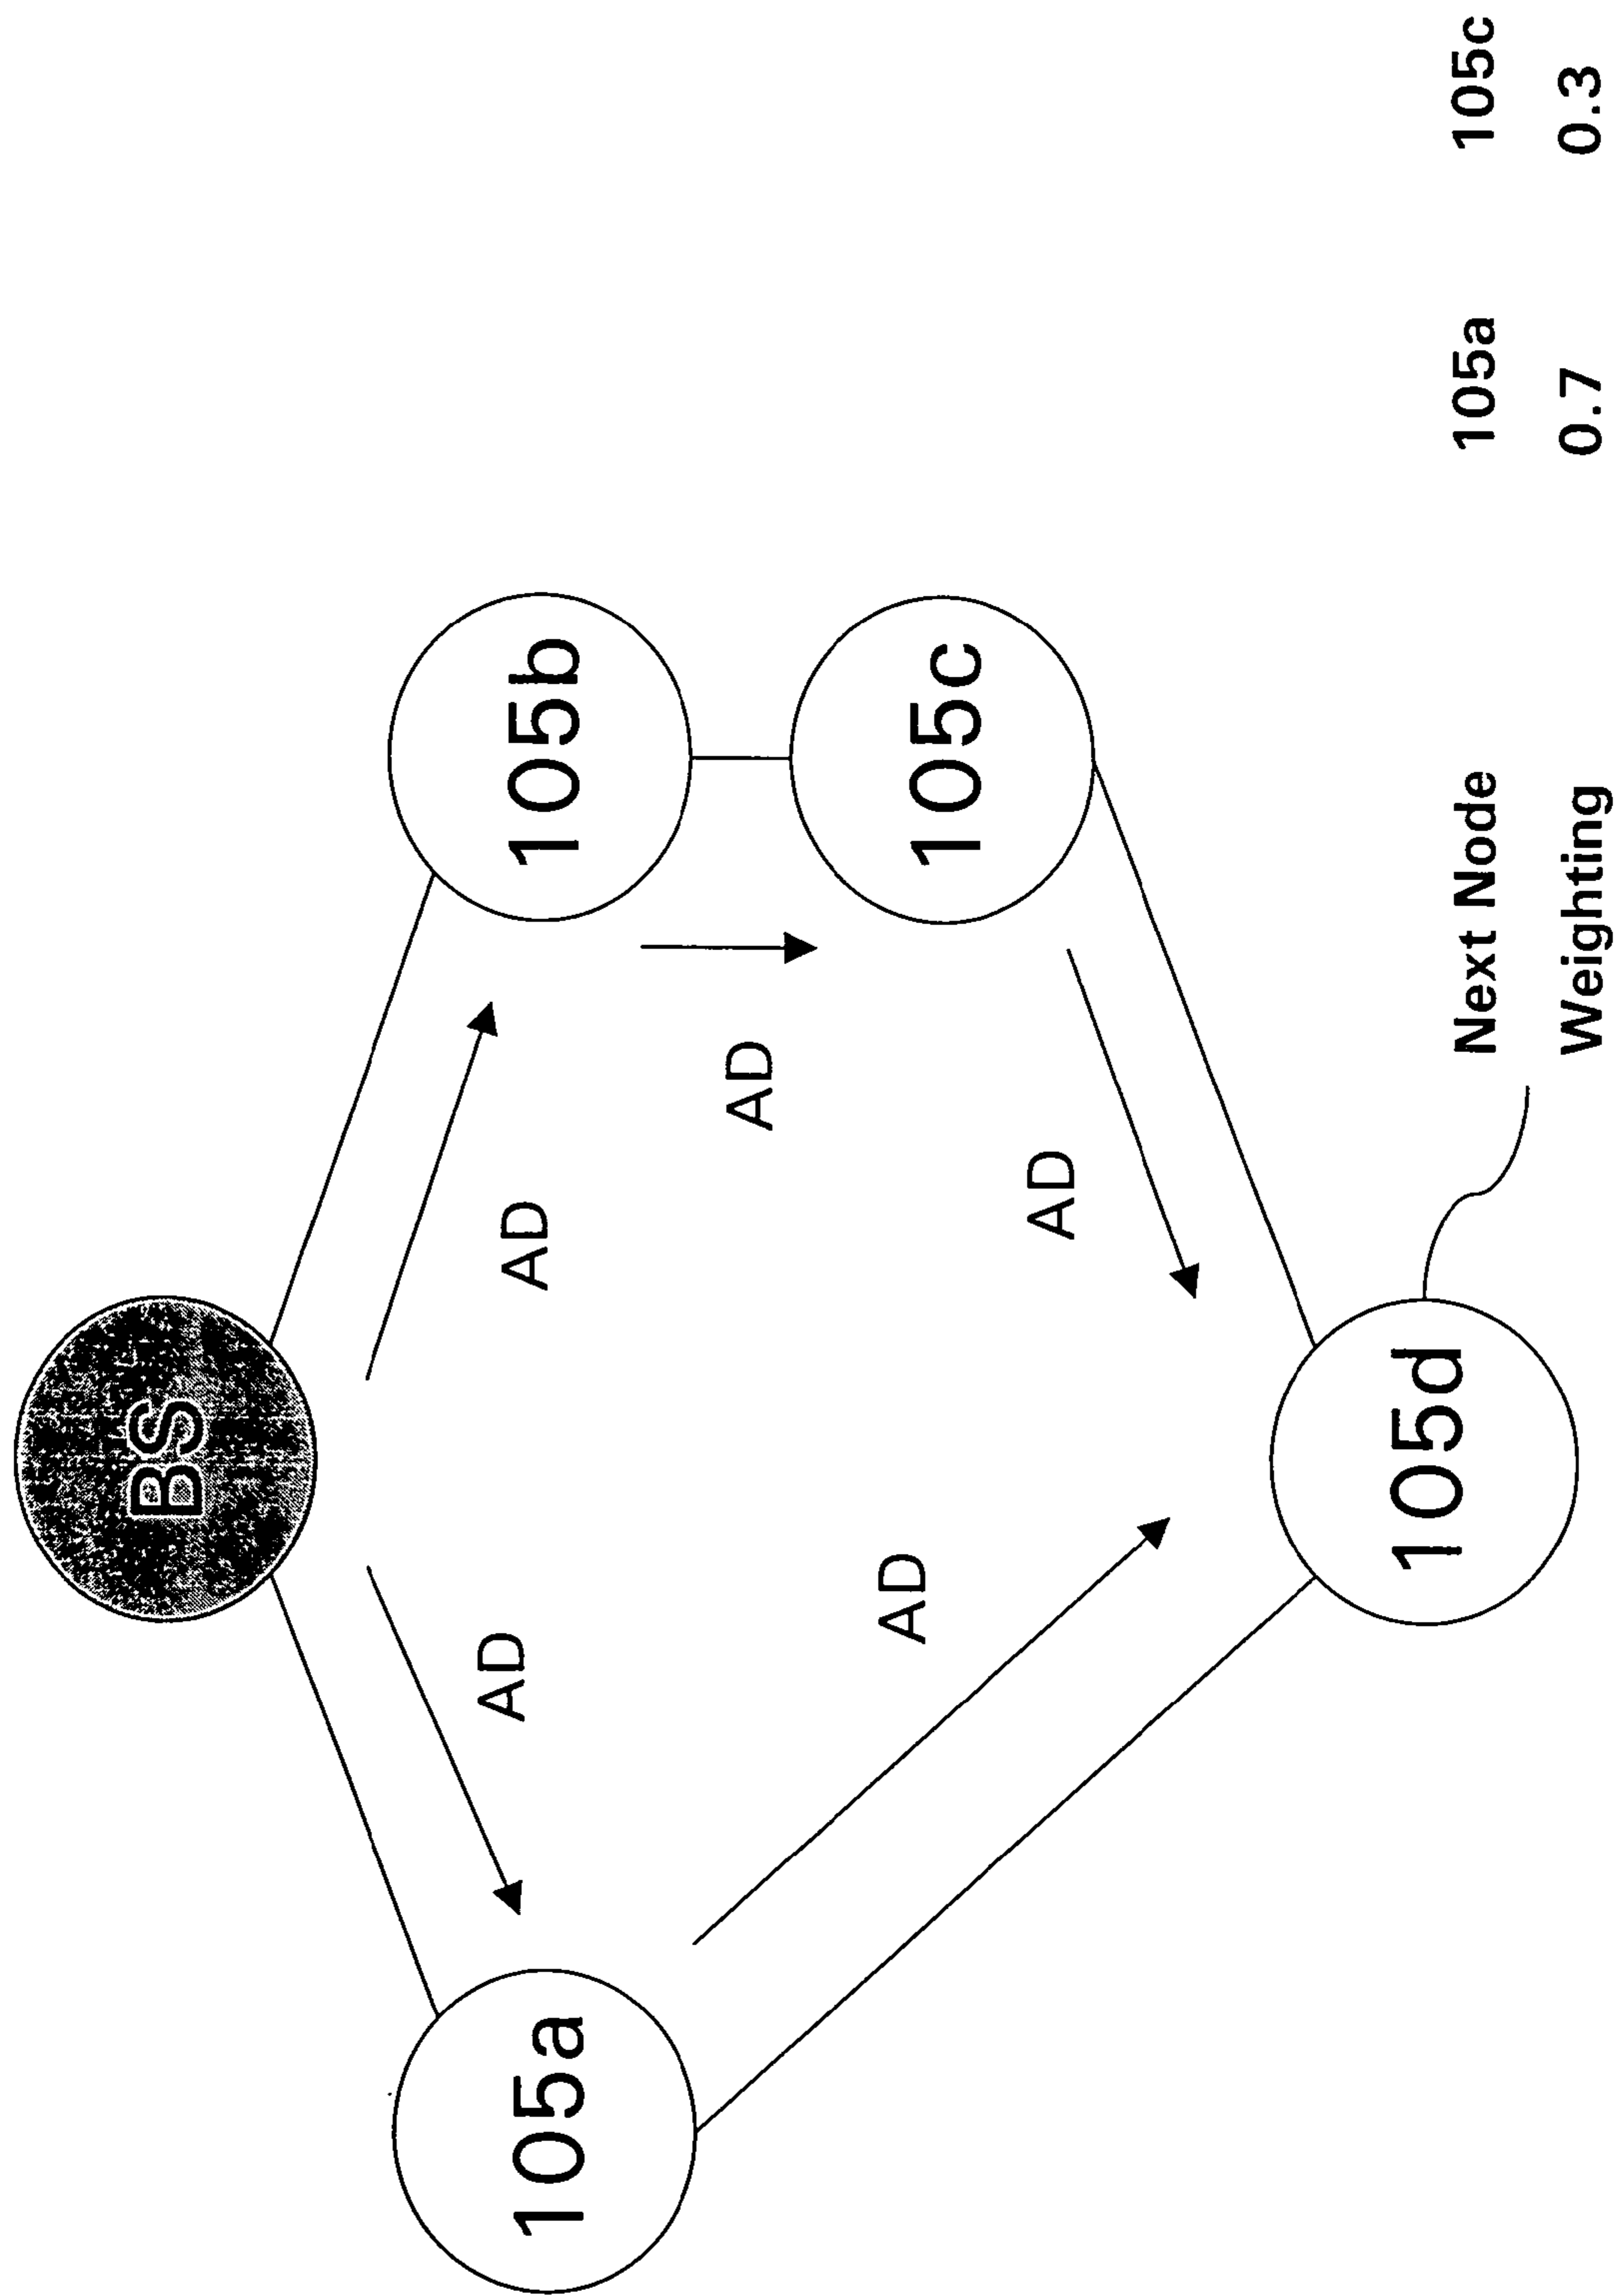 BS
105a
AD
AD
105b
AD
AD
105c
AD
105d
Next Node 105a 105c
Weighting 0.7 0.3